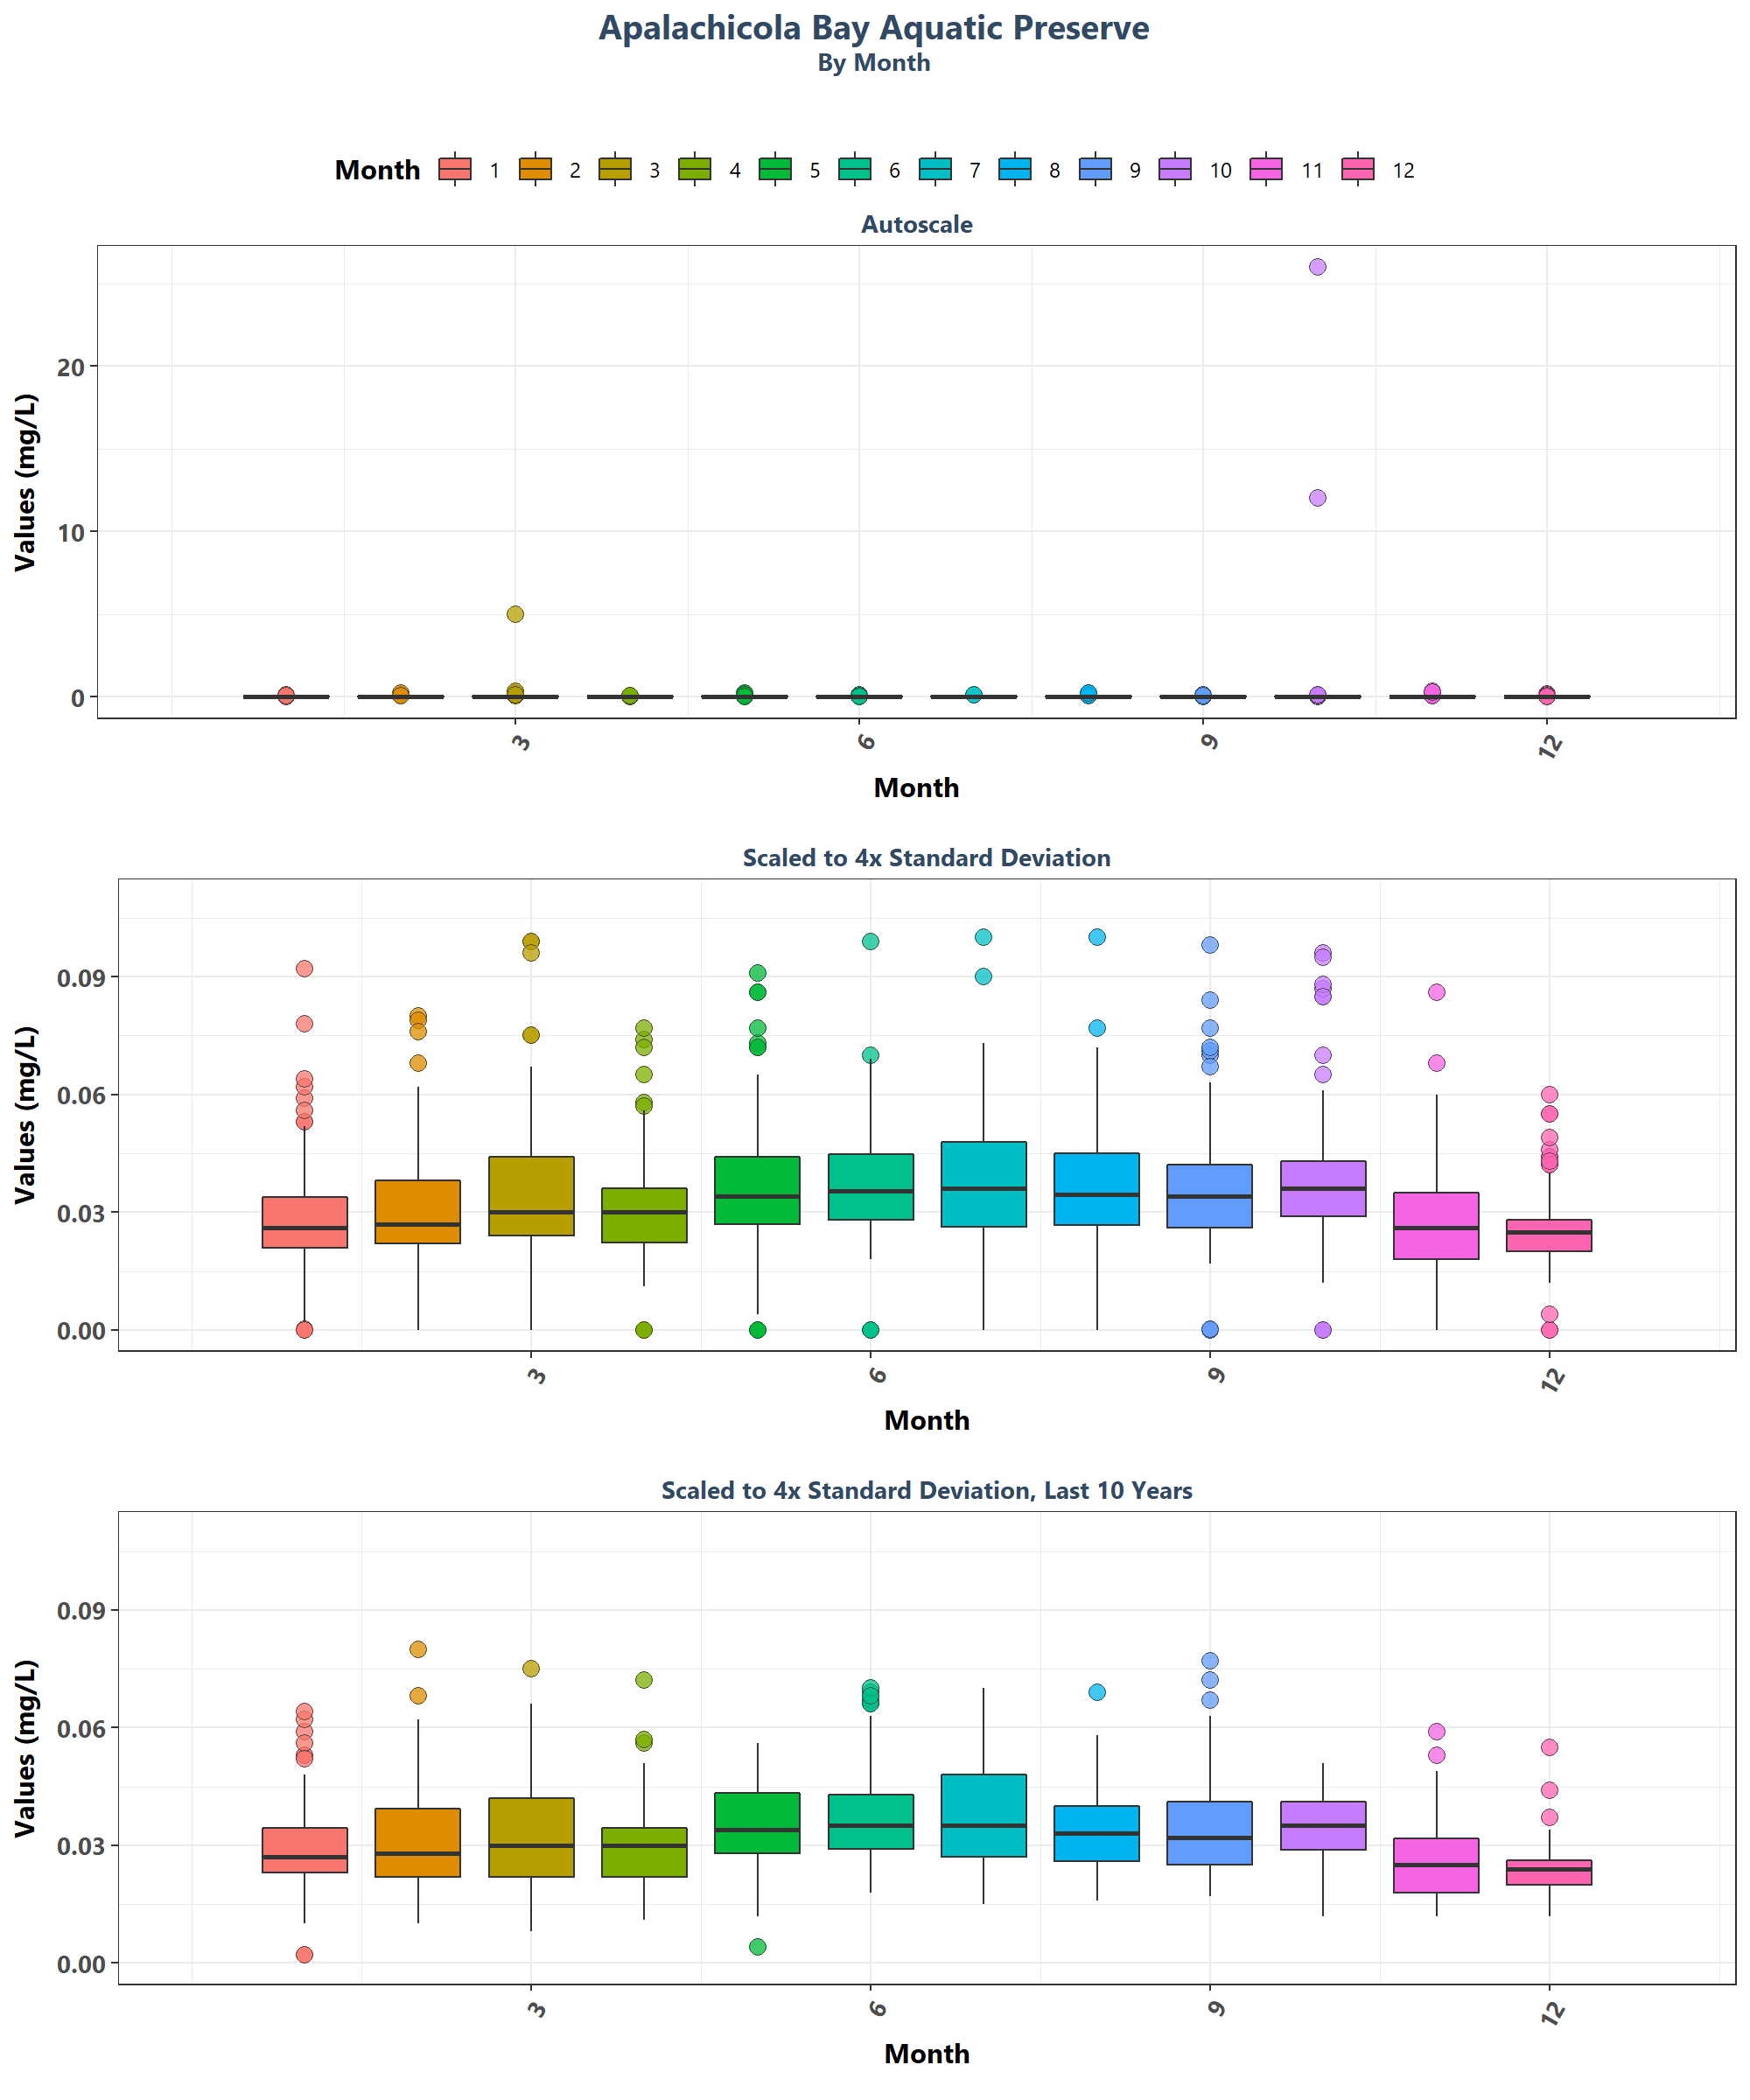 Apalachicola Bay Aquatic Preserve
By Month
Month 1 2 3 4 5 6 7 8 9 10 11 12
Autoscale
Values (mg/L)
20
10
0
3 6 9 12
Month
Scaled to 4x Standard Deviation
Values (mg/L)
0.09
0.06
0.03
0.00
3 6 9 12
Month
Scaled to 4x Standard Deviation, Last 10 Years
Values (mg/L)
0.09
0.06
0.03
0.00
3 6 9 12
Month